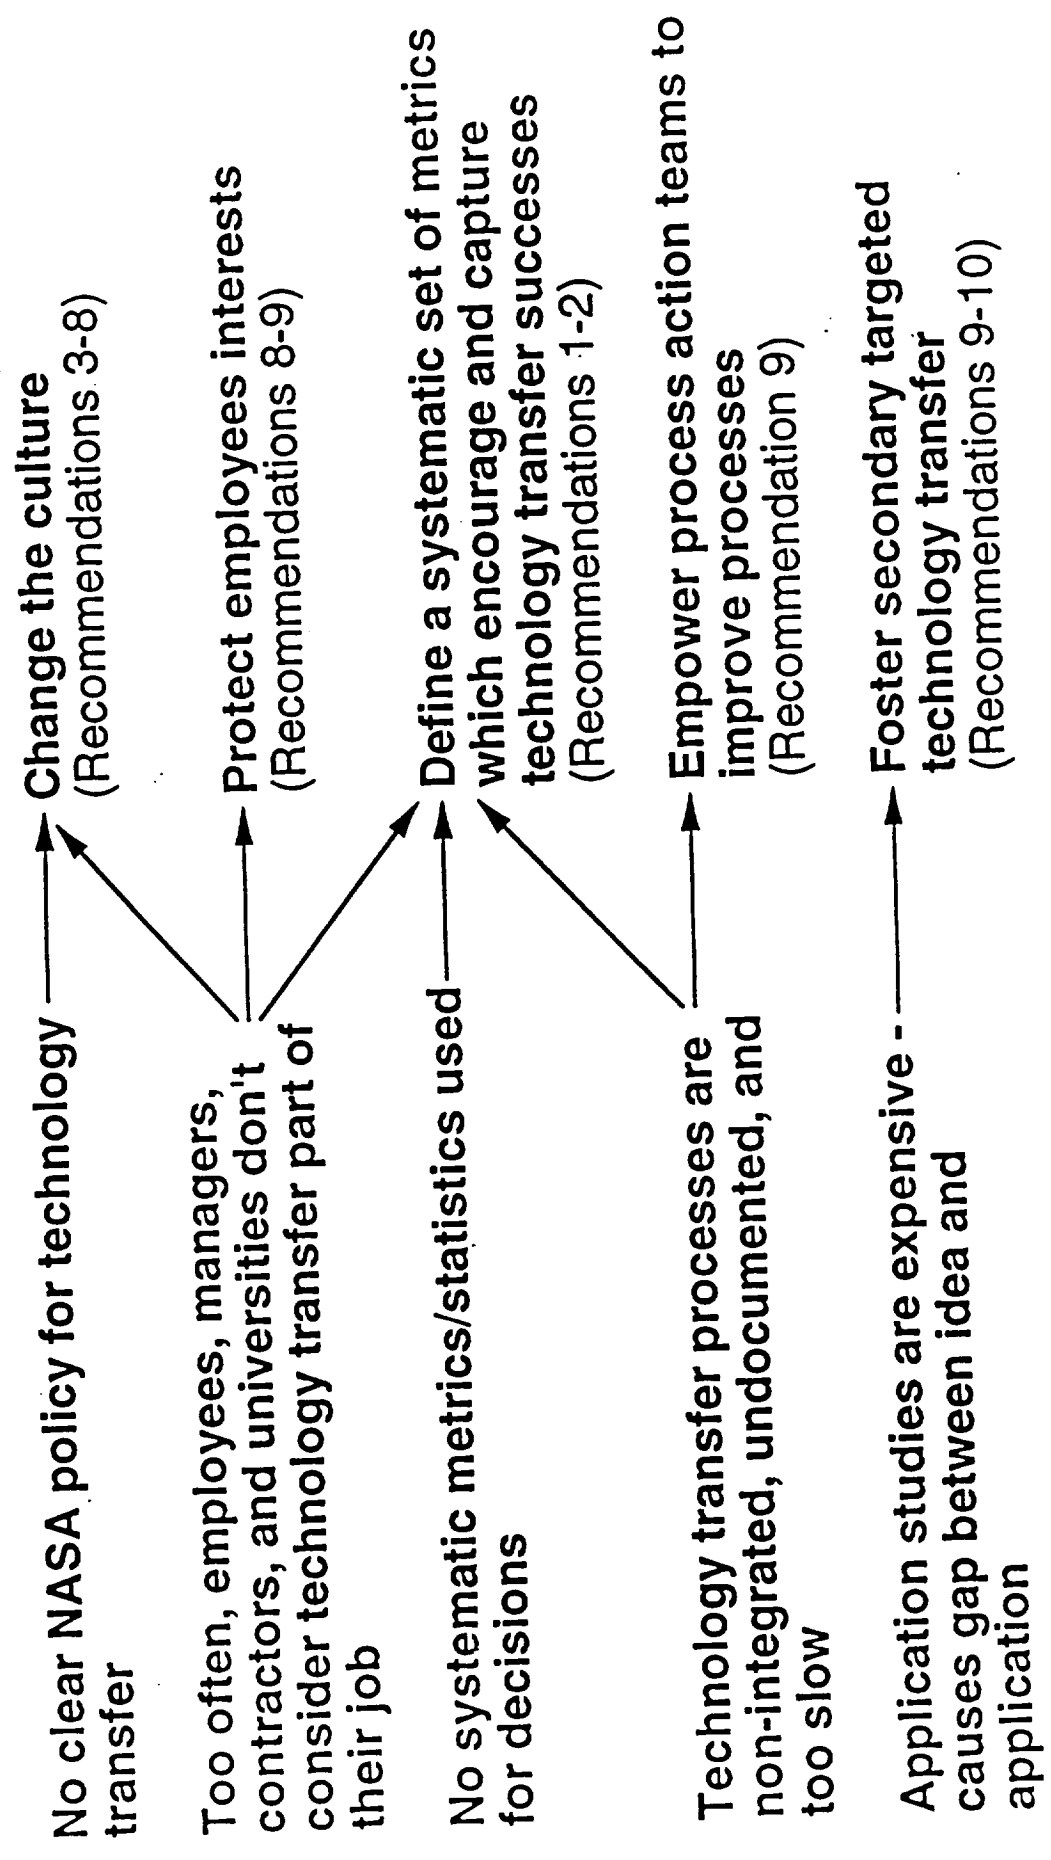 No clear NASA policy for technology
transfer
Too often, employees, managers,
contractors, and universities don't
consider technology transfer part of
their job
No systematic metrics/statistics used
for decisions
Technology transfer processes are
non-integrated, undocumented, and
too slow
Application studies are expensive -
causes gap between idea and
application
Change the culture
(Recommendations 3-8)
Protect employees interests
(Recommendations 8-9)
Define a systematic set of metrics
which encourage and capture
technology transfer successes
(Recommendations 1-2)
Empower process action teams to
improve processes
(Recommendation 9)
Foster secondary targeted
technology transfer
(Recommendations 9-10)